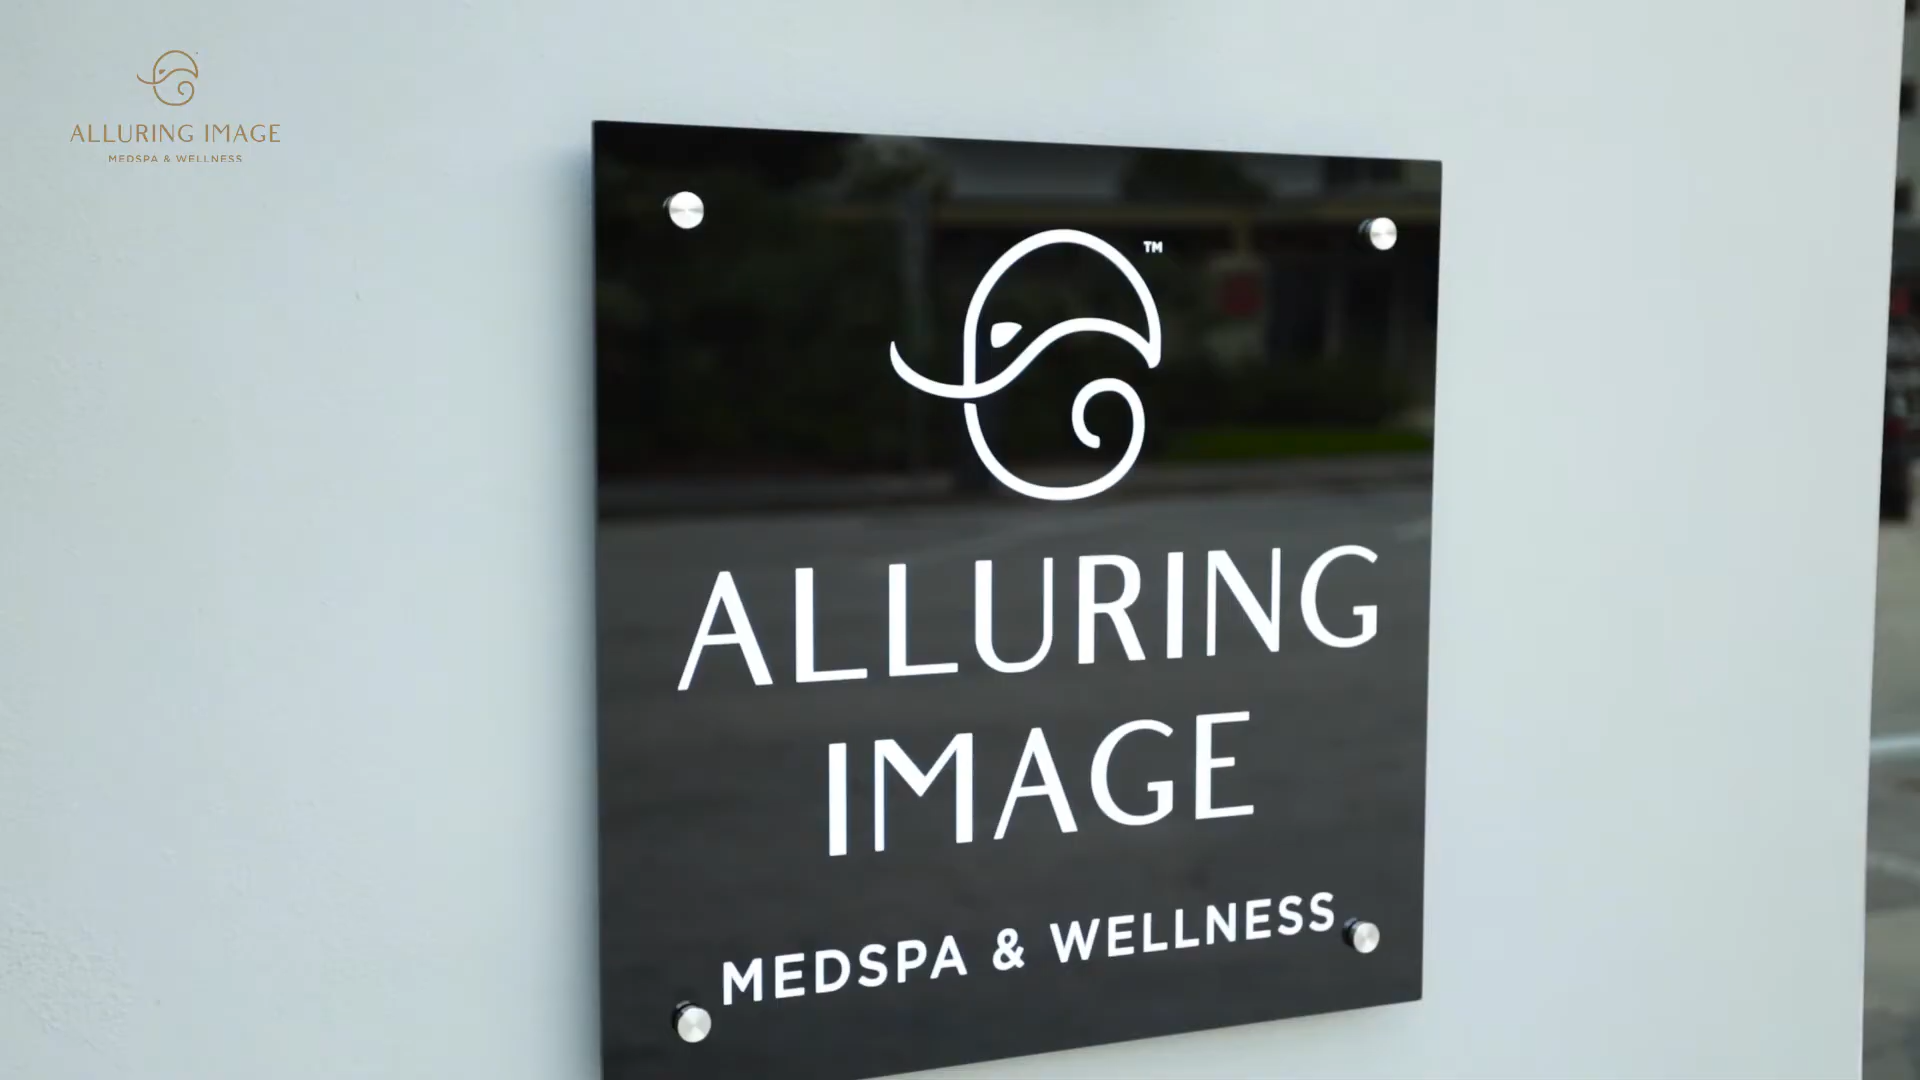 ALLURING IMAGE
MEDSPA & WELLNESS
™
ALLURING
IMAGE
MEDSPA & WELLNESS